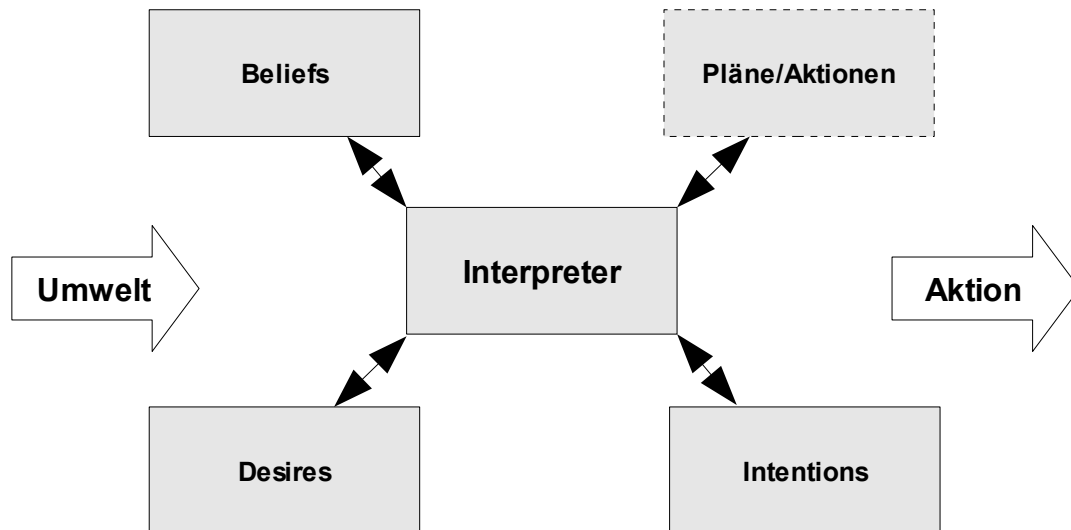 Beliefs
Pläne/Aktionen
Interpreter
Umwelt
Aktion
Desires
Intentions